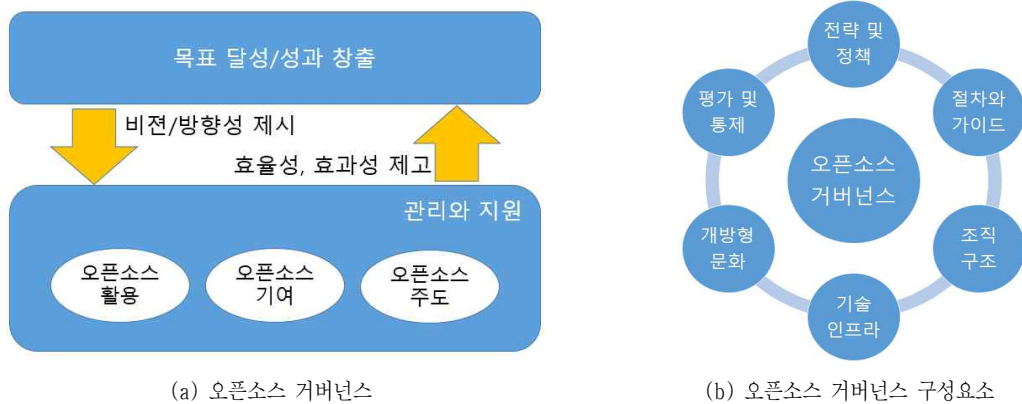 목표 달성/성과 창출
비젼/방향성 제시
효율성, 효과성 제고
관리와 지원
오픈소스
활용
오픈소스
기여
오픈소스
주도
(a) 오픈소스 거버넌스
전략 및
정책
평가 및
통제
절차와
가이드
오픈소스
거버넌스
개방형
문화
조직
구조
기술
인프라
(b) 오픈소스 거버넌스 구성요소